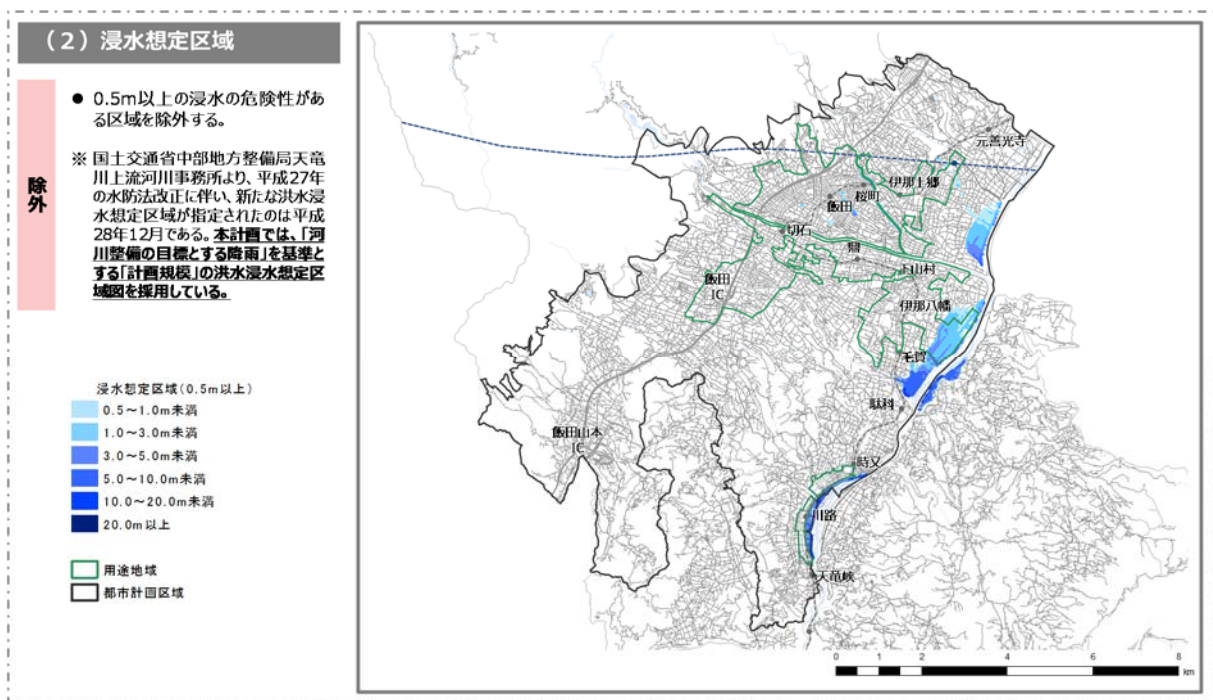 （2）浸水想定区域
除外
● 0.5m以上の浸水の危険性があ
る区域を除外する。
※ 国土交通省中部地方整備局天竜
川上流河川事務所より、平成27年
の水防法改正に伴い、新たな洪水浸
水想定区域が指定されたのは平成
28年12月である。本計画では、「河
川整備の目標とする降雨」を基準と
する「計画規模」の洪水浸水想定区
域図を採用している。
浸水想定区域（0.5m以上）
0.5～1.0m未満
1.0～3.0m未満
3.0～5.0m未満
5.0～10.0m未満
10.0～20.0m未満
20.0m以上
用途地域
都市計画区域
元善光寺
伊那上郷
桜町
飯田
切石
鼎
下山村
飯田
IC
伊那八幡
毛賀
駄科
飯田山本
IC
時又
川路
天竜峡
0 1 2 4 6 8
km